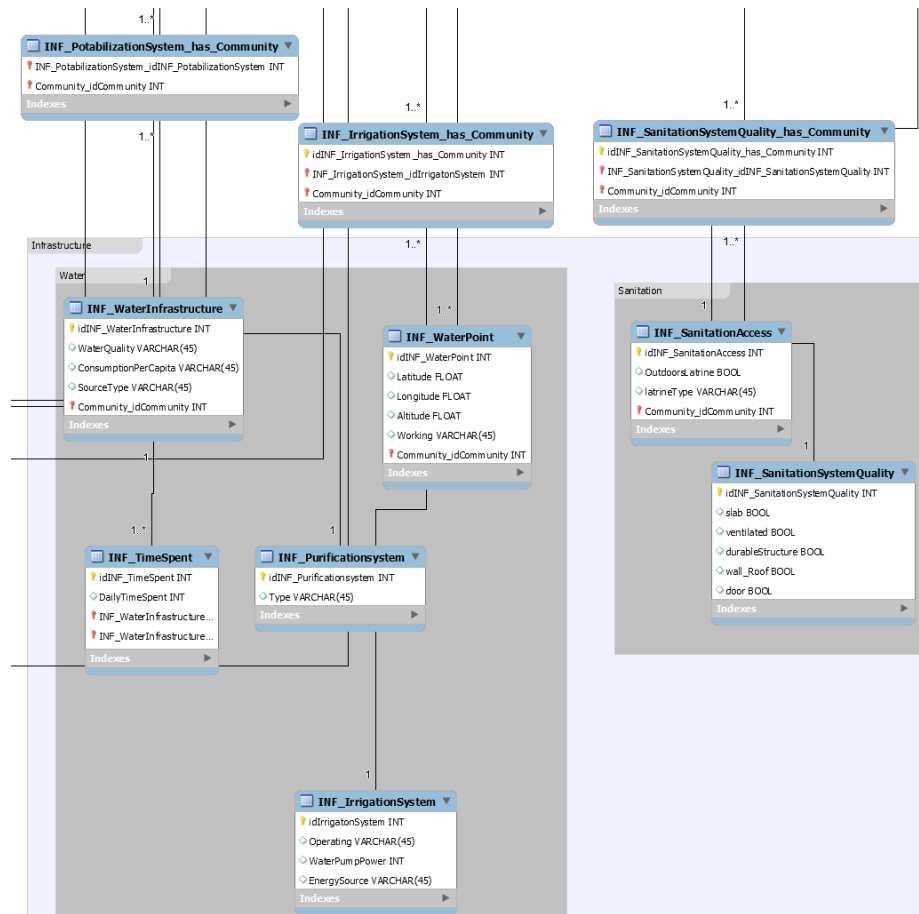 1..*
INF_PotabilizationSystem_has_Community
INF_PotabilizationSystem_idINF_PotabilizationSystem INT
Community_idCommunity INT
Indexes
1..*
1..*
INF_IrrigationSystem_has_Community
idINF_IrrigationSystem_has_Community INT
INF_IrrigationSystem_idIrrigatonSystem INT
Community_idCommunity INT
Indexes
1..*
1..*
INF_SanitationSystemQuality_has_Community
idINF_SanitationSystemQuality_has_Community INT
INF_SanitationSystemQuality_idINF_SanitationSystemQuality INT
Community_idCommunity INT
Indexes
1..*
Infrastructure
Water
1
INF_WaterInfrastructure
idINF_WaterInfrastructure INT
WaterQuality VARCHAR(45)
ConsumptionPerCapita VARCHAR(45)
SourceType VARCHAR(45)
Community_idCommunity INT
Indexes
1
1..*
1..*
INF_WaterPoint
idINF_WaterPoint INT
Latitude FLOAT
Longitude FLOAT
Altitude FLOAT
Working VARCHAR(45)
Community_idCommunity INT
Indexes
Sanitation
1
INF_SanitationAccess
idINF_SanitationAccess INT
OutdoorsLatrine BOOL
latrineType VARCHAR(45)
Community_idCommunity INT
Indexes
1
INF_SanitationSystemQuality
idINF_SanitationSystemQuality INT
slab BOOL
ventilated BOOL
durableStructure BOOL
wall_Roof BOOL
door BOOL
Indexes
INF_TimeSpent
idINF_TimeSpent INT
DailyTimeSpent INT
INF_WaterInfrastructure...
INF_WaterInfrastructure...
Indexes
1
INF_Purificationsystem
idINF_Purificationsystem INT
Type VARCHAR(45)
Indexes
1
INF_IrrigationSystem
idIrrigatonSystem INT
Operating VARCHAR(45)
WaterPumpPower INT
EnergySource VARCHAR(45)
Indexes